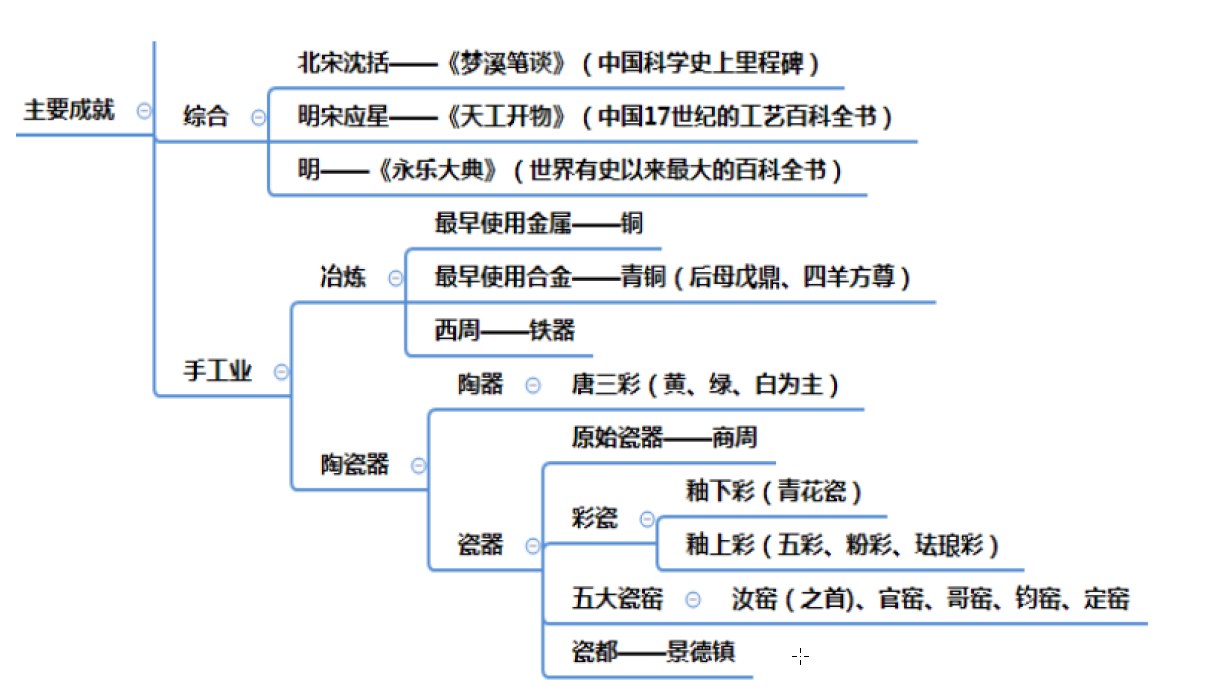 北宋沈括——《梦溪笔谈》（中国科学史上里程碑）
主要成就
综合
明宋应星——《天工开物》（中国17世纪的工艺百科全书）
明——《永乐大典》（世界有史以来最大的百科全书）
最早使用金属——铜
冶炼
最早使用合金——青铜（后母戊鼎、四羊方尊）
西周——铁器
手工业
陶器
唐三彩（黄、绿、白为主）
原始瓷器——商周
陶瓷器
釉下彩（青花瓷）
彩瓷
瓷器
釉上彩（五彩、粉彩、珐琅彩）
五大瓷窑
汝窑（之首)、官窑、哥窑、钧窑、定窑
瓷都——景德镇